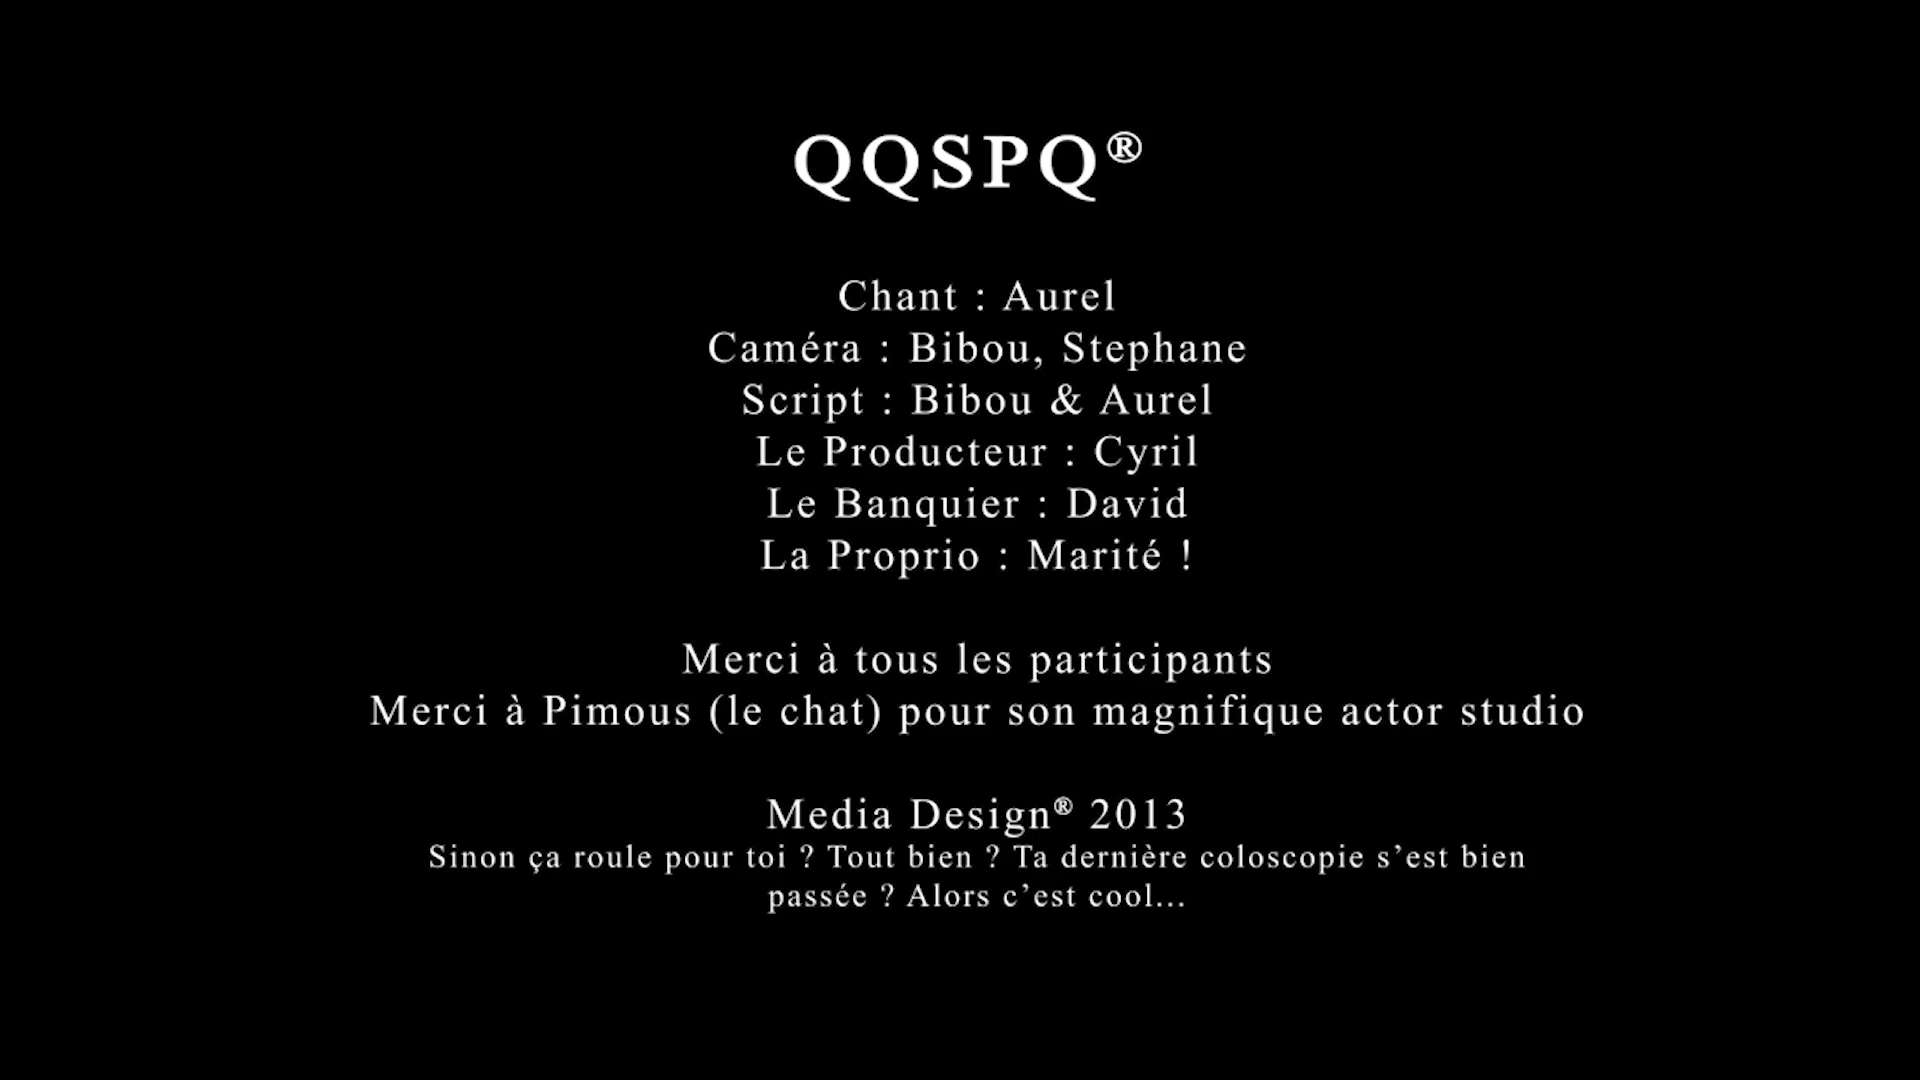 QQSPQ®
Chant : Aurel
Caméra : Bibou, Stephane
Script : Bibou & Aurel
Le Producteur : Cyril
Le Banquier : David
La Proprio : Marité !
Merci à tous les participants
Merci à Pimous (le chat) pour son magnifique actor studio
Media Design® 2013
Sinon ça roule pour toi ? Tout bien ? Ta dernière coloscopie s’est bien
passée ? Alors c’est cool...